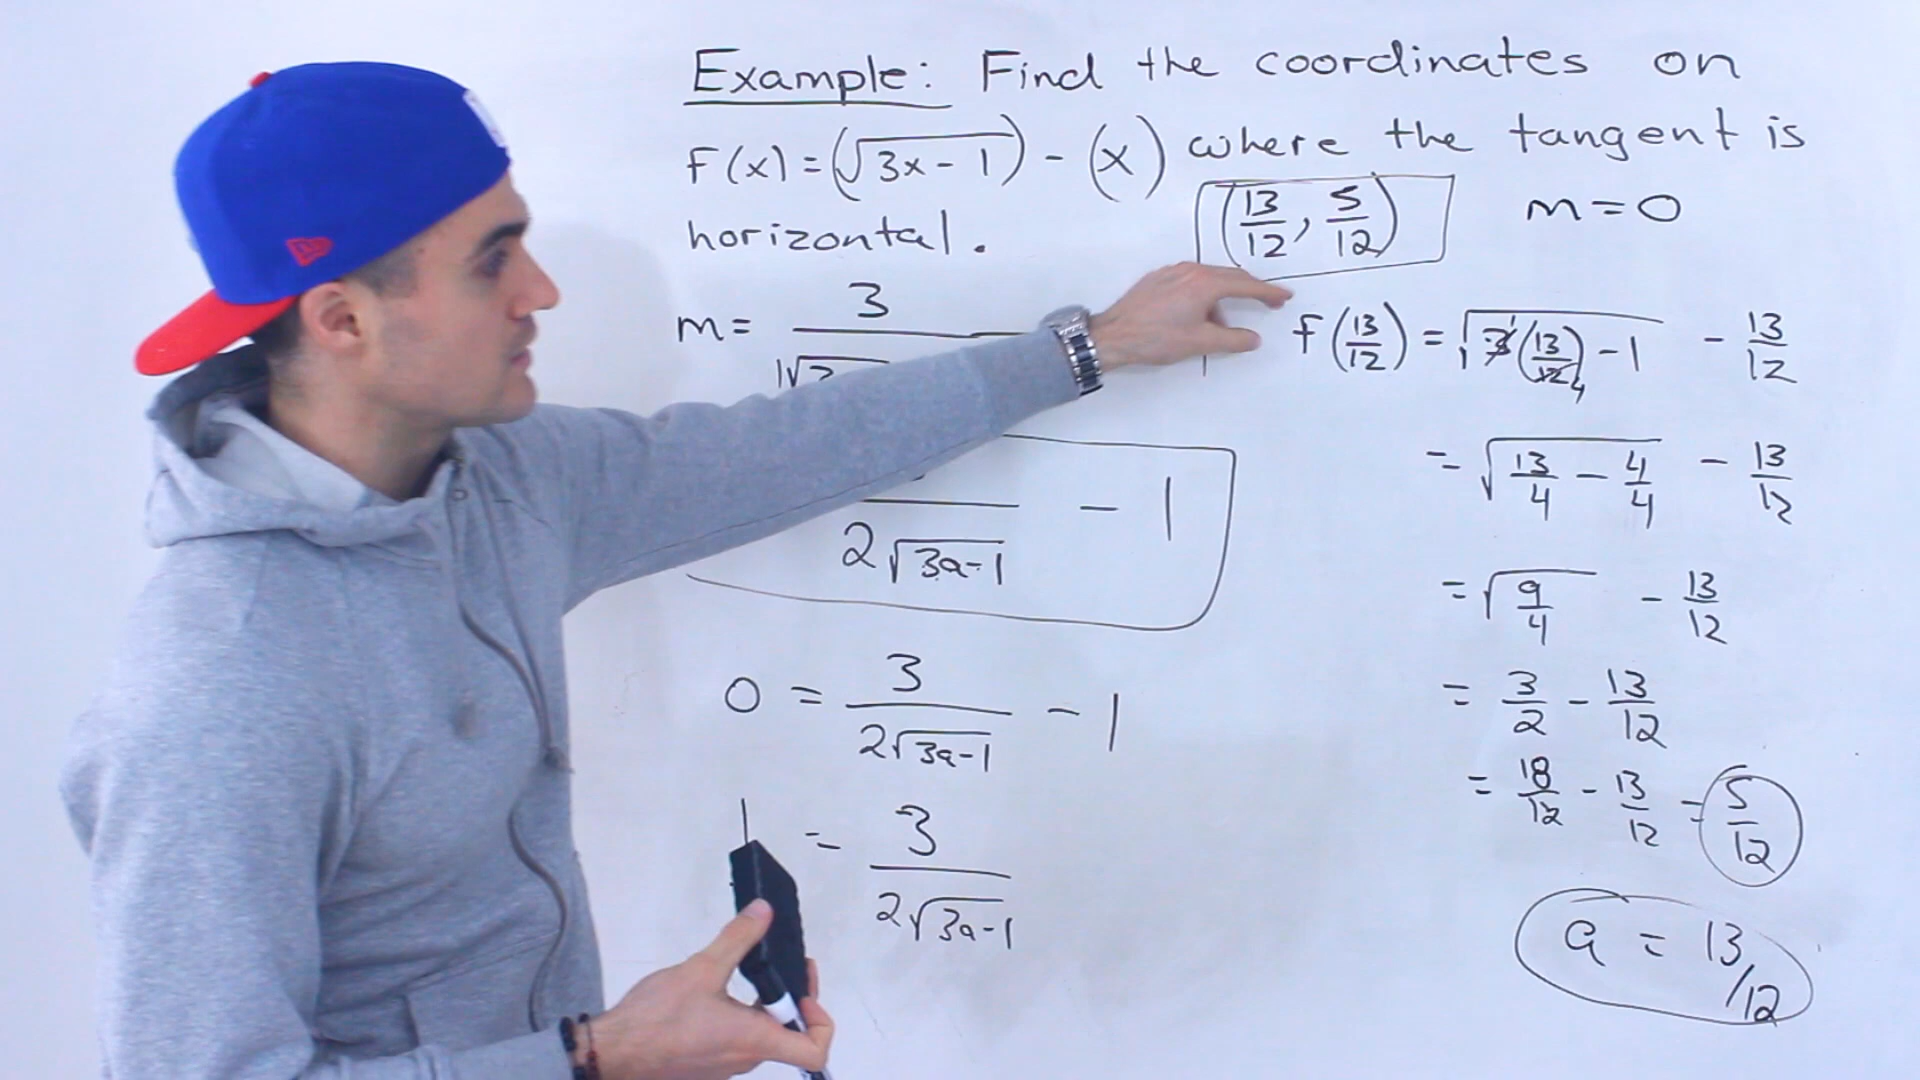 Example: Find the coordinates on
f(x) = (√(3x - 1)) - (x) where the tangent is
horizontal.
(13/12, 5/12)
m = 0
m = 3
- 1
2√(3a-1)
0 = 3/(2√(3a-1)) - 1
1 = 3/(2√(3a-1))
f(13/12) = √(3(13/12) - 1) - 13/12
1
4
= √(13/4 - 4/4) - 13/12
= √(9/4) - 13/12
= 3/2 - 13/12
= 18/12 - 13/12 = 5/12
a = 13/12